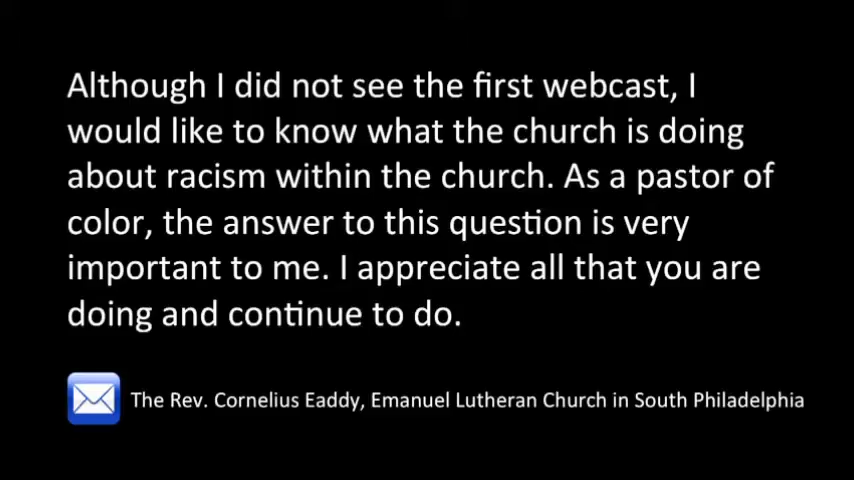 Although I did not see the first webcast, I
would like to know what the church is doing
about racism within the church. As a pastor of
color, the answer to this question is very
important to me. I appreciate all that you are
doing and continue to do.
The Rev. Cornelius Eaddy, Emanuel Lutheran Church in South Philadelphia